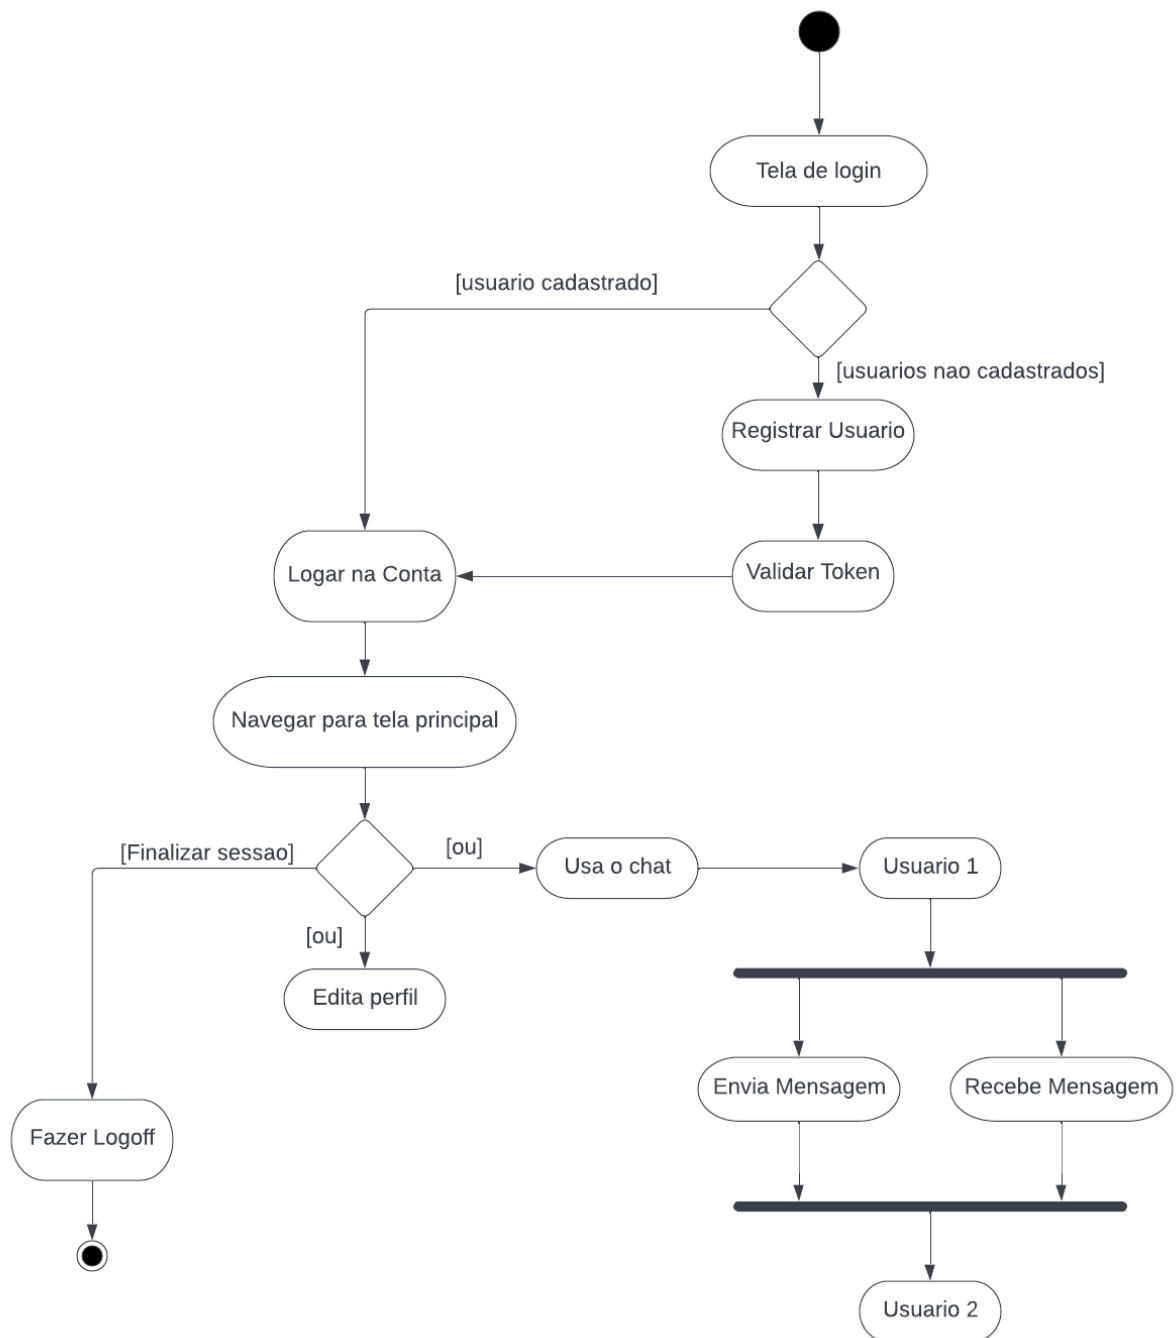 Tela de login
[usuario cadastrado]
[usuarios nao cadastrados]
Registrar Usuario
Logar na Conta
Validar Token
Navegar para tela principal
[Finalizar sessao]
[ou]
Usa o chat
Usuario 1
[ou]
Edita perfil
Envia Mensagem
Recebe Mensagem
Fazer Logoff
Usuario 2